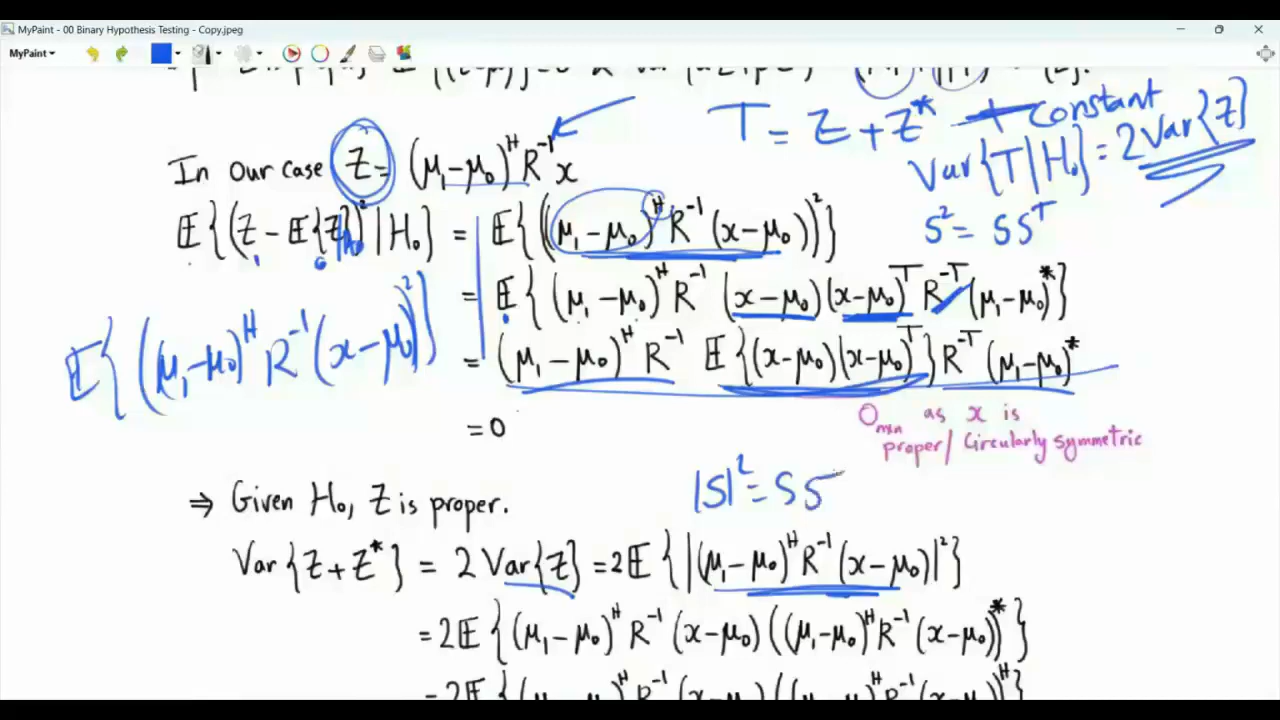 MyPaint - 00 Binary Hypothesis Testing - Copy.jpeg
MyPaint
T = Z + Z* + constant
Var{T|H₀} = 2Var{Z}
In our case Z = (μ₁-μ₀)ᴴ R⁻¹ x
S² = SSᵀ
E{(Z - E{Z|H₀})² | H₀} = E{((μ₁-μ₀)ᴴ R⁻¹ (x-μ₀))²}
= E{(μ₁-μ₀)ᴴ R⁻¹ (x-μ₀)(x-μ₀)ᵀ R⁻ᵀ (μ₁-μ₀)*}
E{((μ₁-μ₀)ᴴ R⁻¹ (x-μ₀))²}
= (μ₁-μ₀)ᴴ R⁻¹ E{(x-μ₀)(x-μ₀)ᵀ} R⁻ᵀ (μ₁-μ₀)*
0ₘₓₙ as x is
proper/Circularly symmetric
= 0
|S|² = SS
⇒ Given H₀, Z is proper.
Var{Z+Z*} = 2Var{Z} = 2E{|(μ₁-μ₀)ᴴ R⁻¹ (x-μ₀)|²}
= 2E{(μ₁-μ₀)ᴴ R⁻¹ (x-μ₀)((μ₁-μ₀)ᴴ R⁻¹ (x-μ₀))*}